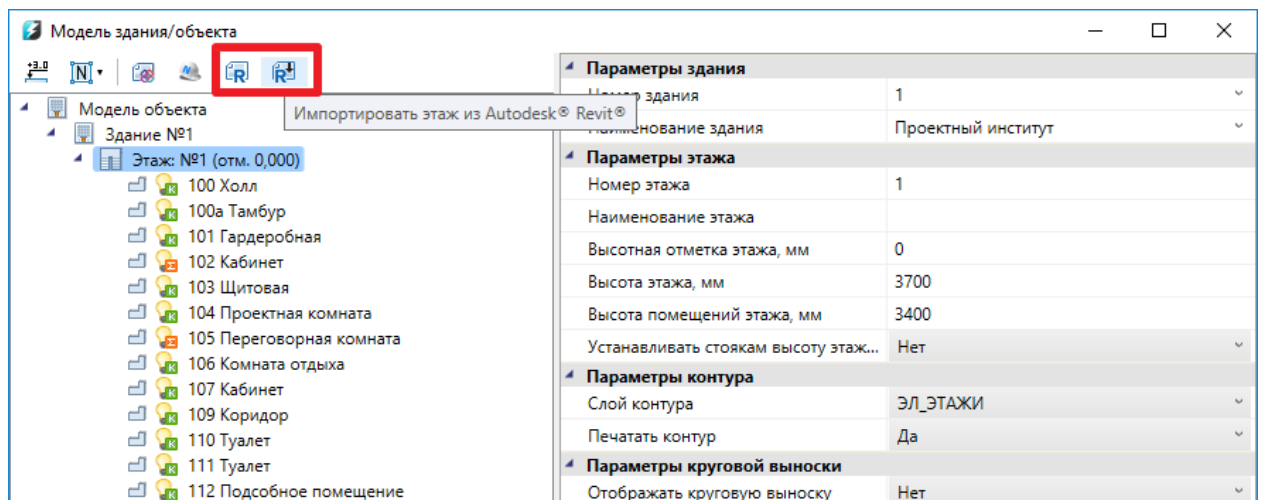 Модель здания/объекта
+3.0
N
R
R
Импортировать этаж из Autodesk® Revit®
Модель объекта
Здание №1
Этаж: №1 (отм. 0,000)
К 100 Холл
К 100а Тамбур
К 101 Гардеробная
Σ 102 Кабинет
К 103 Щитовая
К 104 Проектная комната
Σ 105 Переговорная комната
К 106 Комната отдыха
К 107 Кабинет
К 109 Коридор
К 110 Туалет
К 111 Туалет
К 112 Подсобное помещение
Параметры здания
Номер здания 1
Наименование здания Проектный институт
Параметры этажа
Номер этажа 1
Наименование этажа
Высотная отметка этажа, мм 0
Высота этажа, мм 3700
Высота помещений этажа, мм 3400
Устанавливать стоякам высоту этаж... Нет
Параметры контура
Слой контура ЭЛ_ЭТАЖИ
Печатать контур Да
Параметры круговой выноски
Отображать круговую выноску Нет